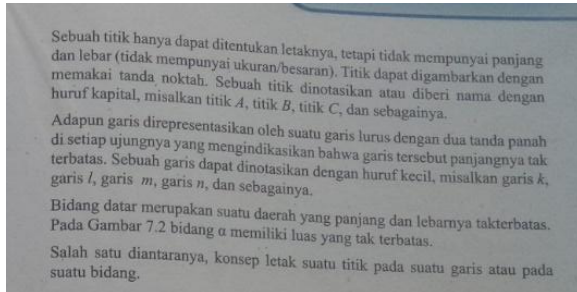 Sebuah titik hanya dapat ditentukan letaknya, tetapi tidak mempunyai panjang
dan lebar (tidak mempunyai ukuran/besaran). Titik dapat digambarkan dengan
memakai tanda noktah. Sebuah titik dinotasikan atau diberi nama dengan
huruf kapital, misalkan titik A, titik B, titik C, dan sebagainya.
Adapun garis direpresentasikan oleh suatu garis lurus dengan dua tanda panah
di setiap ujungnya yang mengindikasikan bahwa garis tersebut panjangnya tak
terbatas. Sebuah garis dapat dinotasikan dengan huruf kecil, misalkan garis k,
garis l, garis m, garis n, dan sebagainya.
Bidang datar merupakan suatu daerah yang panjang dan lebarnya takterbatas.
Pada Gambar 7.2 bidang α memiliki luas yang tak terbatas.
Salah satu diantaranya, konsep letak suatu titik pada suatu garis atau pada
suatu bidang.